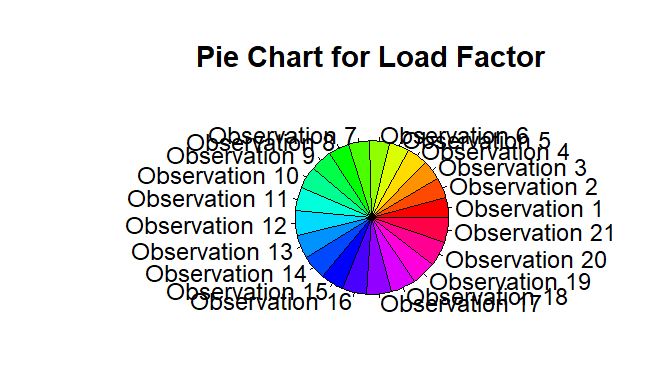 Pie Chart for Load Factor
Observation 1
Observation 2
Observation 3
Observation 4
Observation 5
Observation 6
Observation 7
Observation 8
Observation 9
Observation 10
Observation 11
Observation 12
Observation 13
Observation 14
Observation 15
Observation 16
Observation 17
Observation 18
Observation 19
Observation 20
Observation 21